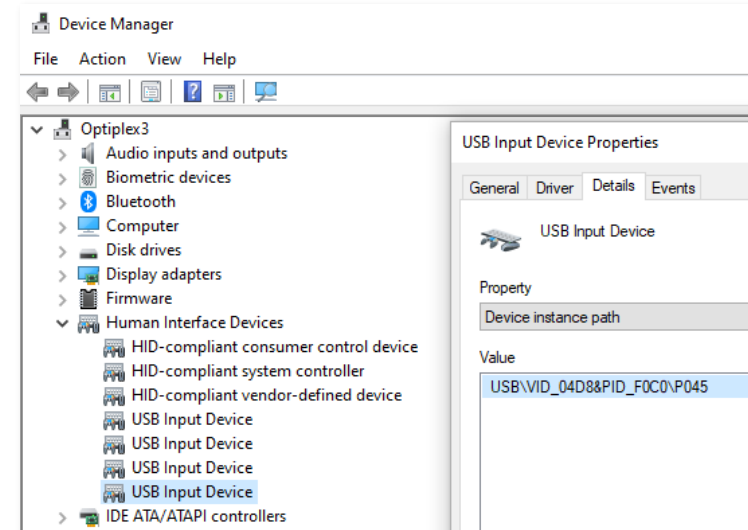 Device Manager
File Action View Help
Optiplex3
Audio inputs and outputs
Biometric devices
Bluetooth
Computer
Disk drives
Display adapters
Firmware
Human Interface Devices
HID-compliant consumer control device
HID-compliant system controller
HID-compliant vendor-defined device
USB Input Device
USB Input Device
USB Input Device
USB Input Device
IDE ATA/ATAPI controllers
USB Input Device Properties
General Driver Details Events
USB Input Device
Property
Device instance path
Value
USB\VID_04D8&PID_F0C0\P045